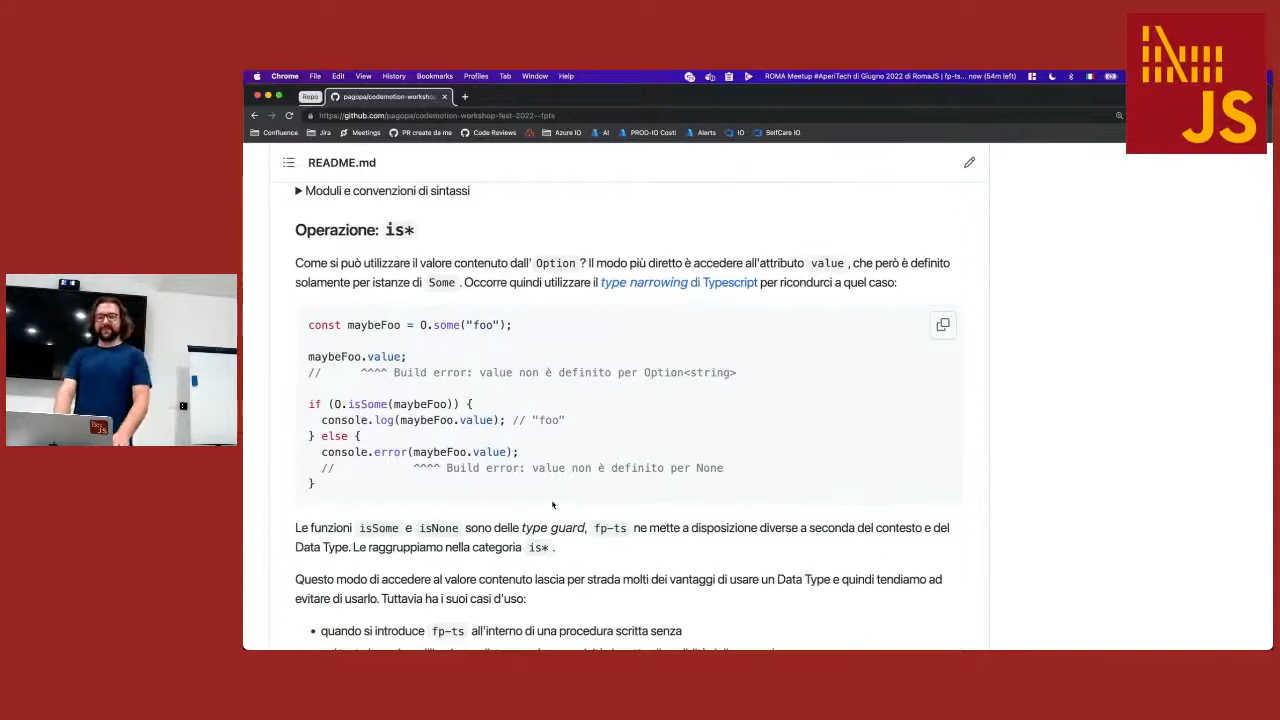 Chrome File Edit View History Bookmarks Profiles Tab Window Help
ROMA Meetup #AperiTech di Giugno 2022 di RomaJS | fp-ts... now (54m left)
Repo
pagopa/codemotion-workshop-
https://github.com/pagopa/codemotion-workshop-fest-2022--fpts
Confluence Jira Meetings PR create da me Code Reviews Azure IO AI PROD-IO Costi Alerts IO SelfCare IO
JS
README.md
Moduli e convenzioni di sintassi
Operazione: is*
Come si può utilizzare il valore contenuto dall' Option ? Il modo più diretto è accedere all'attributo value , che però è definito
solamente per istanze di Some . Occorre quindi utilizzare il type narrowing di Typescript per ricondurci a quel caso:
const maybeFoo = O.some("foo");
maybeFoo.value;
// ^^^^ Build error: value non è definito per Option<string>
if (O.isSome(maybeFoo)) {
console.log(maybeFoo.value); // "foo"
} else {
console.error(maybeFoo.value);
// ^^^^ Build error: value non è definito per None
}
Le funzioni isSome e isNone sono delle type guard, fp-ts ne mette a disposizione diverse a seconda del contesto e del
Data Type. Le raggruppiamo nella categoria is* .
Questo modo di accedere al valore contenuto lascia per strada molti dei vantaggi di usare un Data Type e quindi tendiamo ad
evitare di usarlo. Tuttavia ha i suoi casi d'uso:
• quando si introduce fp-ts all'interno di una procedura scritta senza
JS